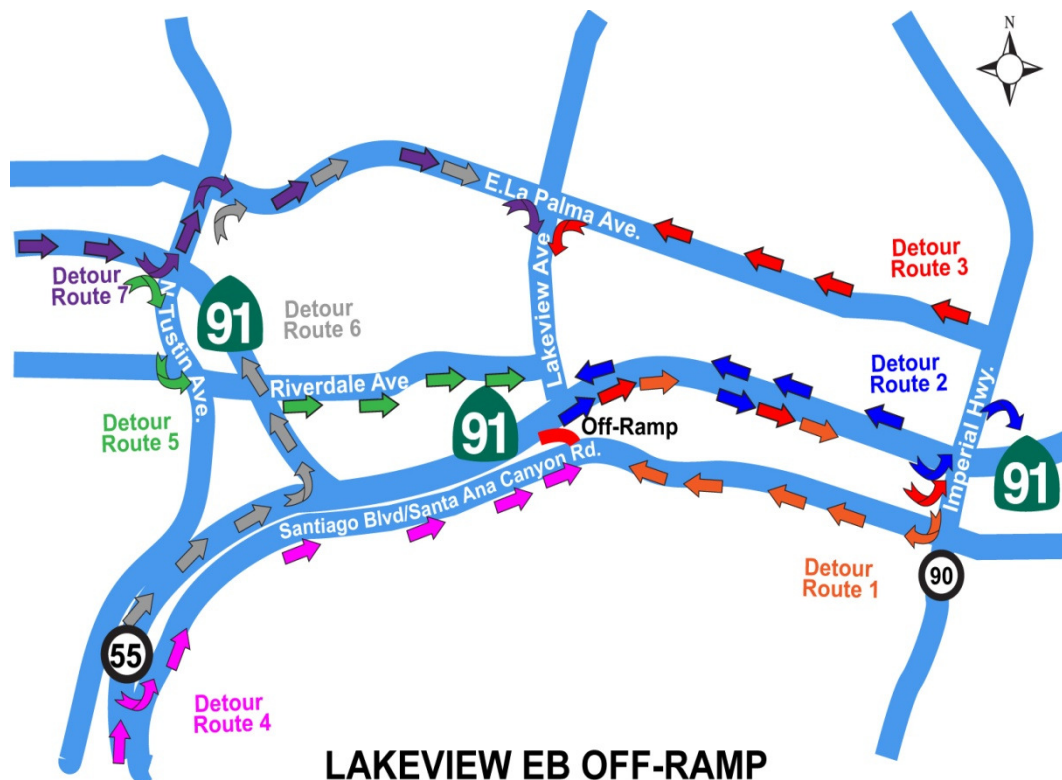 N
E.La Palma Ave.
Detour
Route 3
Detour
Route 7
N Tustin Ave.
91
Detour
Route 6
Lakeview Ave
Detour
Route 2
Riverdale Ave
Detour
Route 5
91
Off-Ramp
Imperial Hwy.
91
Santiago Blvd/Santa Ana Canyon Rd.
Detour
Route 1
90
55
Detour
Route 4
LAKEVIEW EB OFF-RAMP